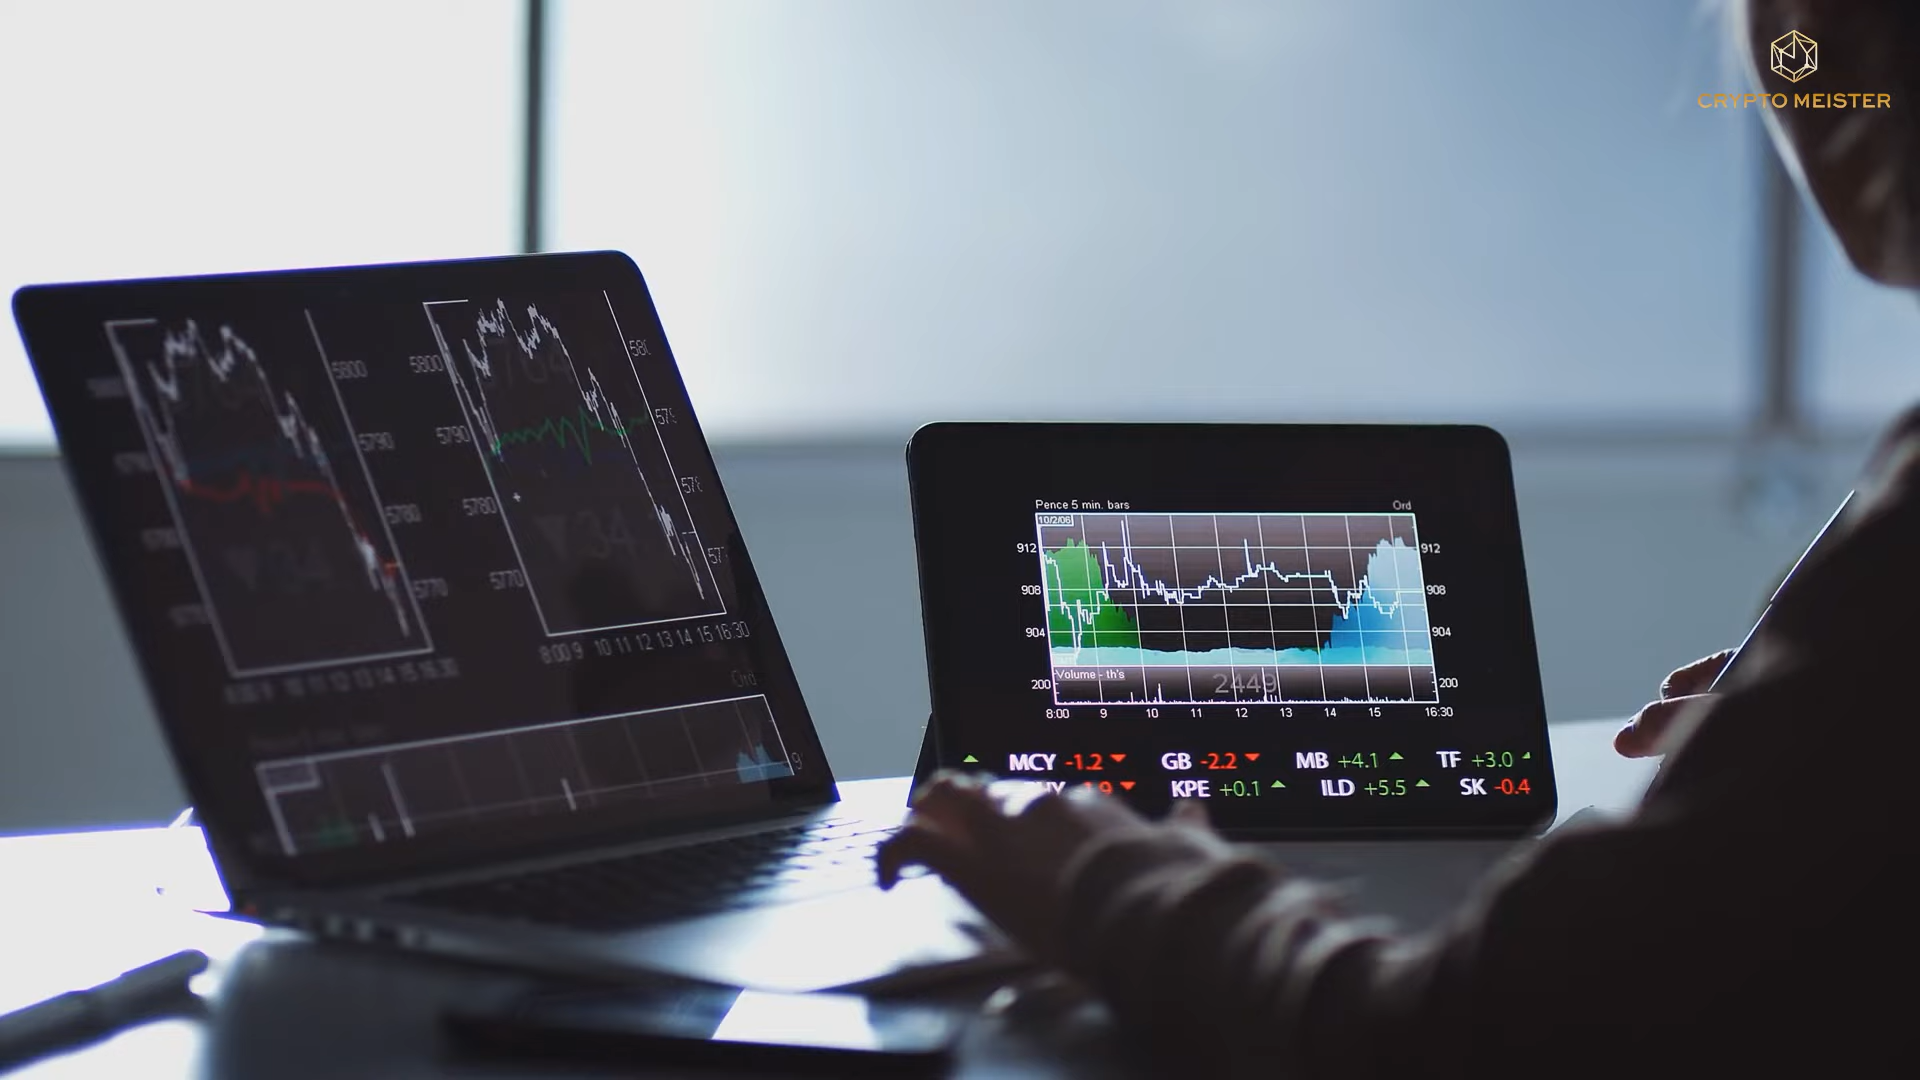 CRYPTO MEISTER
5800
5800
5790
5790
5780
5780
5770
5770
8:00 9 10 11 12 13 14 15 16:30
Ord
Pence 5 min. bars
Ord
10/2/06
912
912
908
908
904
904
Volume - th's
2449
200
200
8:00 9 10 11 12 13 14 15 16:30
MCY -1.2 GB -2.2 MB +4.1 TF +3.0
KPE +0.1 ILD +5.5 SK -0.4